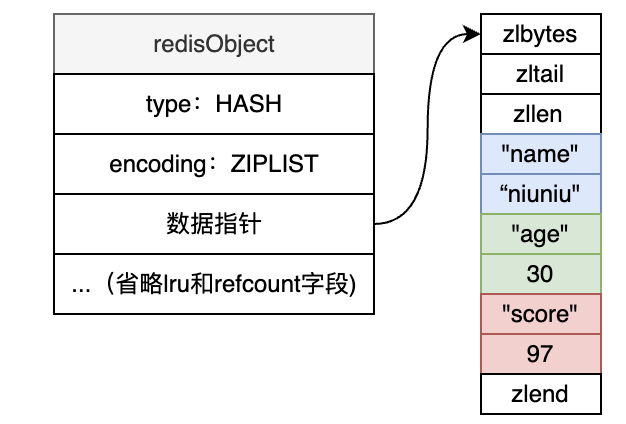 redisObject
type：HASH
encoding：ZIPLIST
数据指针
...（省略lru和refcount字段)
zlbytes
zltail
zllen
"name"
“niuniu"
"age"
30
"score"
97
zlend